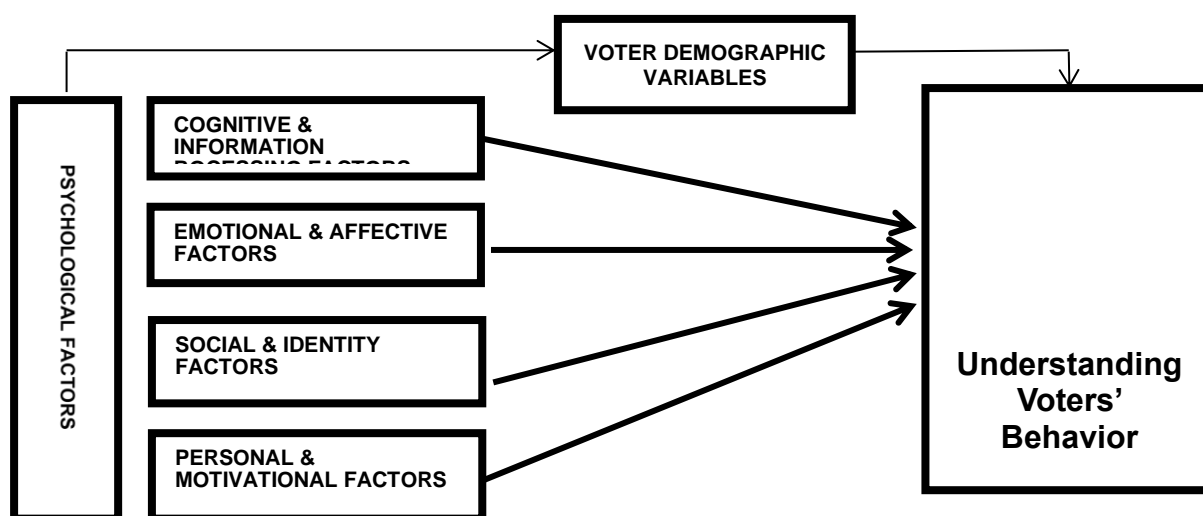 VOTER DEMOGRAPHIC
VARIABLES
PSYCHOLOGICAL FACTORS
COGNITIVE &
INFORMATION
EMOTIONAL & AFFECTIVE
FACTORS
SOCIAL & IDENTITY
FACTORS
PERSONAL &
MOTIVATIONAL FACTORS
Understanding
Voters’
Behavior